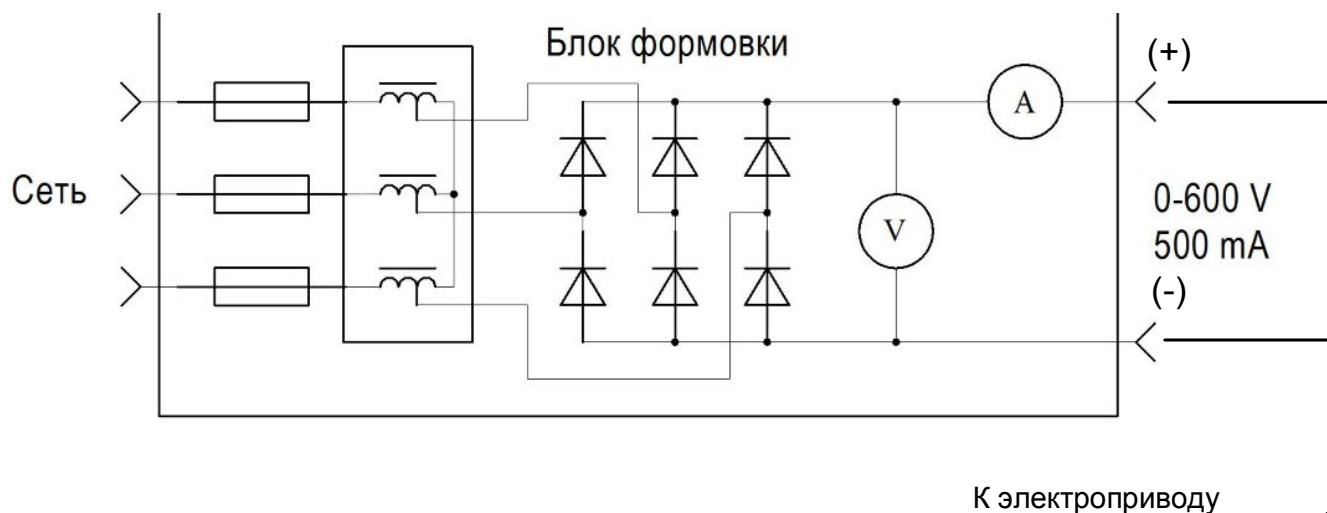 Блок формовки
(+)
A
Сеть
V
0-600 V
500 mA
(-)
К электроприводу